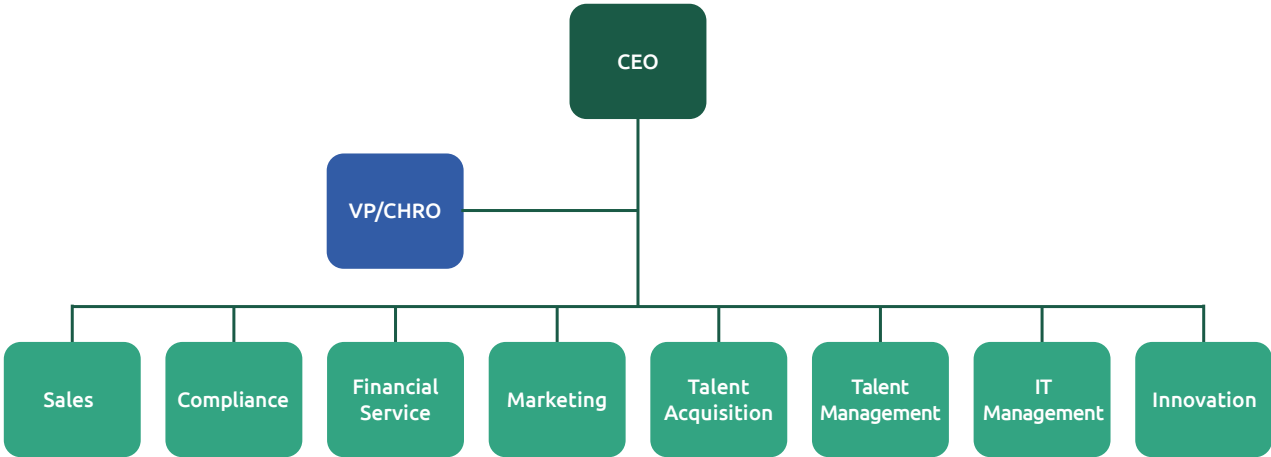 CEO
VP/CHRO
Sales
Compliance
Financial
Service
Marketing
Talent
Acquisition
Talent
Management
IT
Management
Innovation